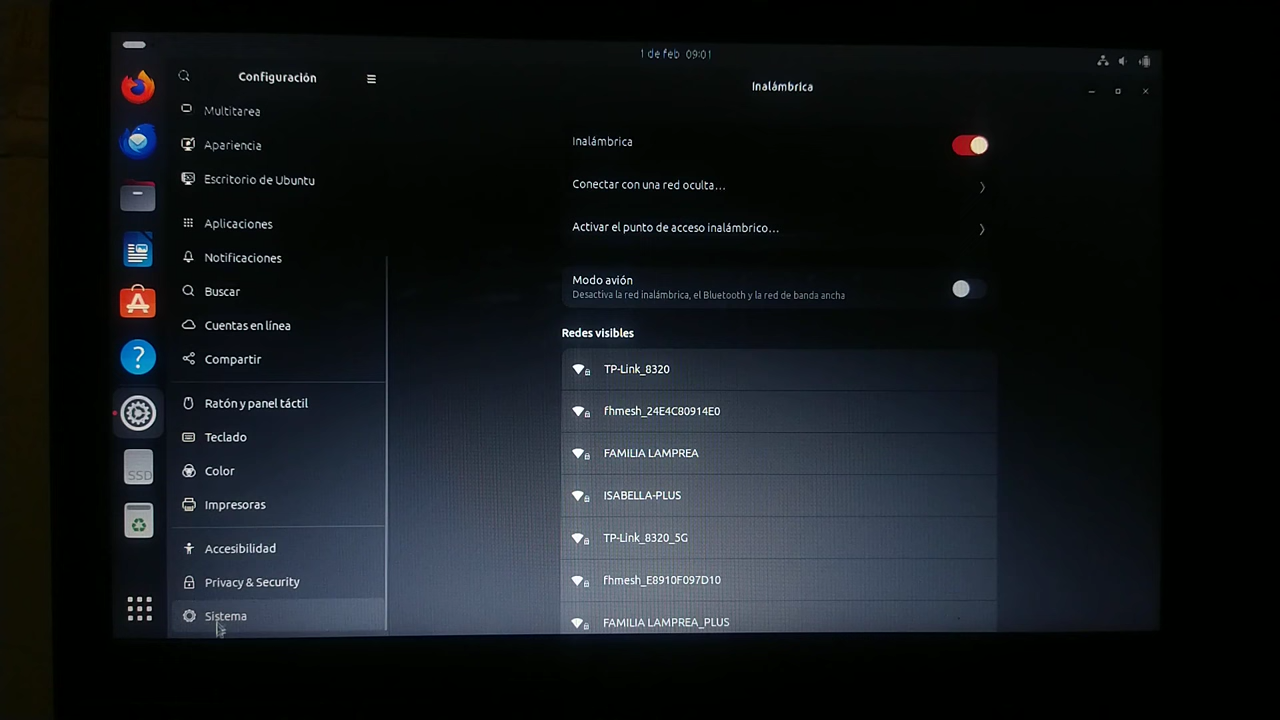 1 de feb 09:01
Configuración
Multitarea
Apariencia
Escritorio de Ubuntu
Aplicaciones
Notificaciones
Buscar
Cuentas en línea
Compartir
Ratón y panel táctil
Teclado
Color
Impresoras
Accesibilidad
Privacy & Security
Sistema
SSD
Inalámbrica
Inalámbrica
Conectar con una red oculta…
Activar el punto de acceso inalámbrico…
Modo avión
Desactiva la red inalámbrica, el Bluetooth y la red de banda ancha
Redes visibles
TP-Link_8320
fhmesh_24E4C80914E0
FAMILIA LAMPREA
ISABELLA-PLUS
TP-Link_8320_5G
fhmesh_E8910F097D10
FAMILIA LAMPREA_PLUS